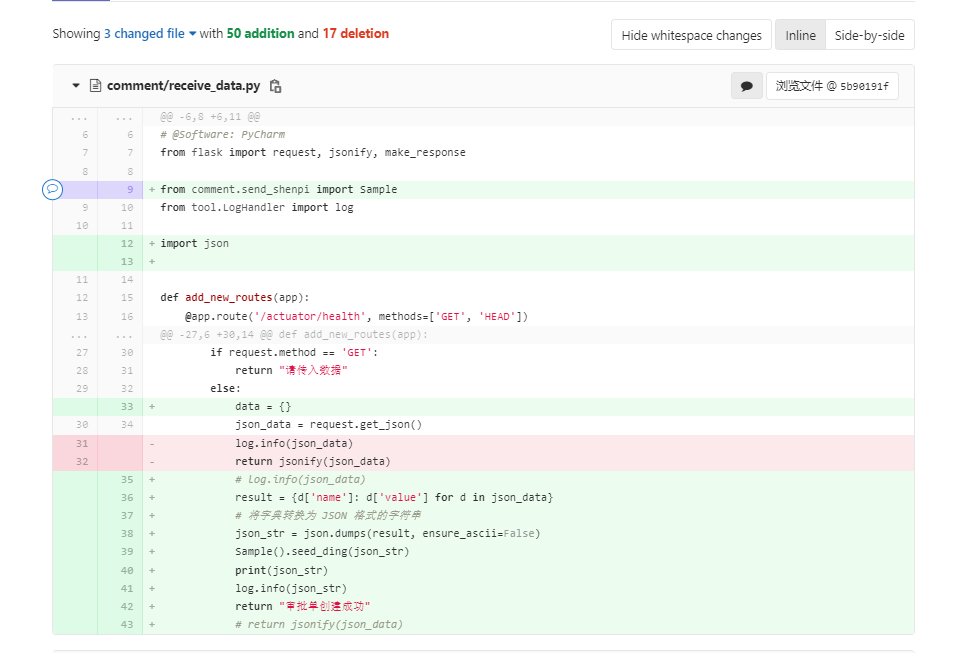 Showing 3 changed file with 50 addition and 17 deletion
Hide whitespace changes Inline Side-by-side
comment/receive_data.py 浏览文件 @ 5b90191f
... ... @@ -6,8 +6,11 @@
6 6 # @Software: PyCharm
7 7 from flask import request, jsonify, make_response
8 8
9 + from comment.send_shenpi import Sample
9 10 from tool.LogHandler import log
10 11
12 + import json
13 +
11 14
12 15 def add_new_routes(app):
13 16 @app.route('/actuator/health', methods=['GET', 'HEAD'])
... ... @@ -27,6 +30,14 @@ def add_new_routes(app):
27 30 if request.method == 'GET':
28 31 return "请传入数据"
29 32 else:
33 + data = {}
30 34 json_data = request.get_json()
31 - log.info(json_data)
32 - return jsonify(json_data)
35 + # log.info(json_data)
36 + result = {d['name']: d['value'] for d in json_data}
37 + # 将字典转换为 JSON 格式的字符串
38 + json_str = json.dumps(result, ensure_ascii=False)
39 + Sample().seed_ding(json_str)
40 + print(json_str)
41 + log.info(json_str)
42 + return "审批单创建成功"
43 + # return jsonify(json_data)